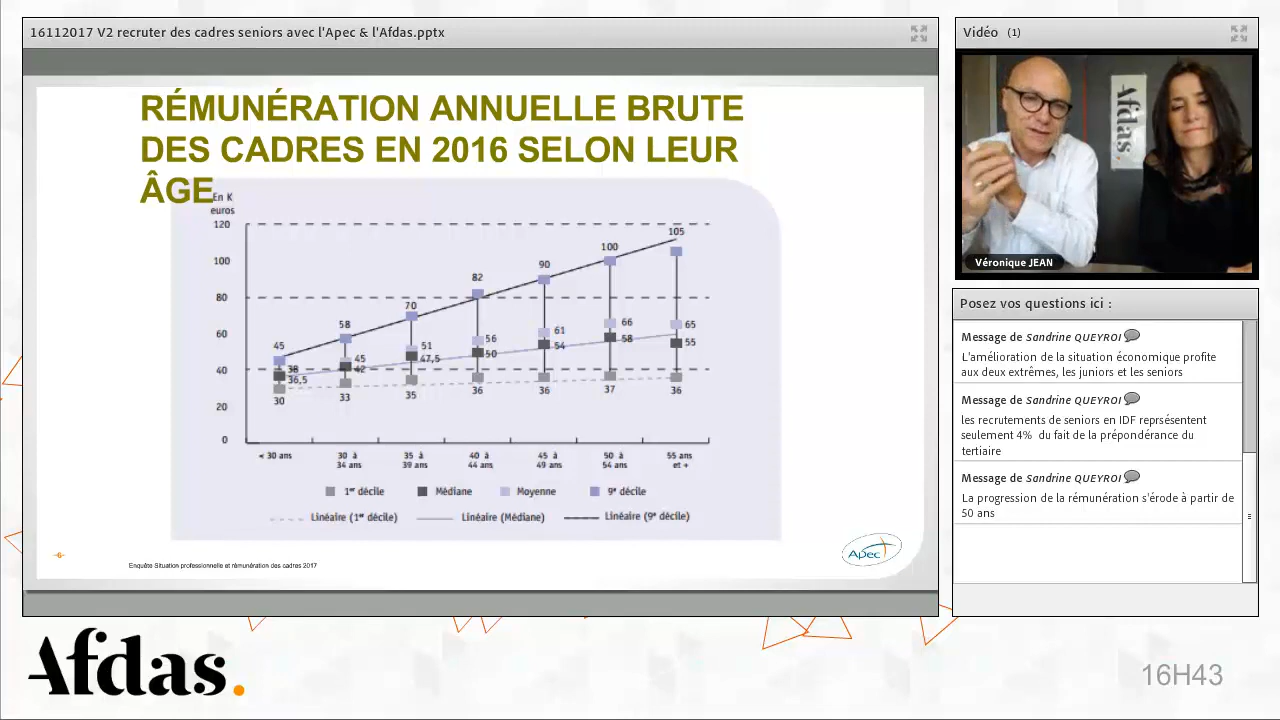 16112017 V2 recruter des cadres seniors avec l'Apec & l'Afdas.pptx
RÉMUNÉRATION ANNUELLE BRUTE
DES CADRES EN 2016 SELON LEUR
ÂGE
En K
euros
120
100
80
60
40
20
0
45
38
36,5
30
58
45
42
33
70
51
47,5
35
82
56
50
36
90
61
54
36
100
66
58
37
105
65
55
36
< 30 ans
30 à
34 ans
35 à
39 ans
40 à
44 ans
45 à
49 ans
50 à
54 ans
55 ans
et +
1er décile
Médiane
Moyenne
9e décile
Linéaire (1er décile)
Linéaire (Médiane)
Linéaire (9e décile)
-6-
Enquête Situation professionnelle et rémunération des cadres 2017
Apec
Vidéo (1)
Afdas.
Véronique JEAN
Posez vos questions ici :
Message de Sandrine QUEYROI
L'amélioration de la situation économique profite
aux deux extrêmes, les juniors et les seniors
Message de Sandrine QUEYROI
les recrutements de seniors en IDF représentent
seulement 4% du fait de la prépondérance du
tertiaire
Message de Sandrine QUEYROI
La progression de la rémunération s'érode à partir de
50 ans
Afdas.
16H43